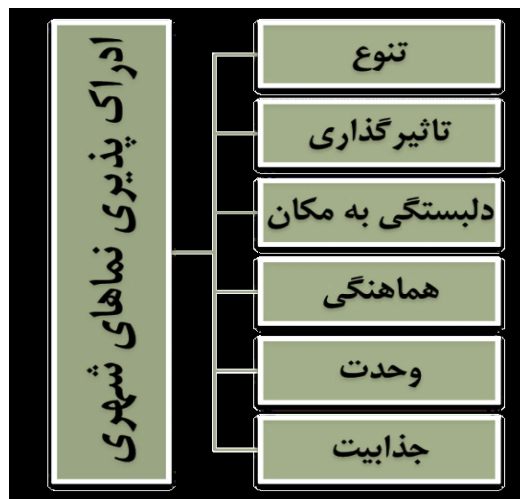 ادراک پذیری نماهای شهری
تنوع
تاثیرگذاری
دلبستگی به مکان
هماهنگی
وحدت
جذابیت